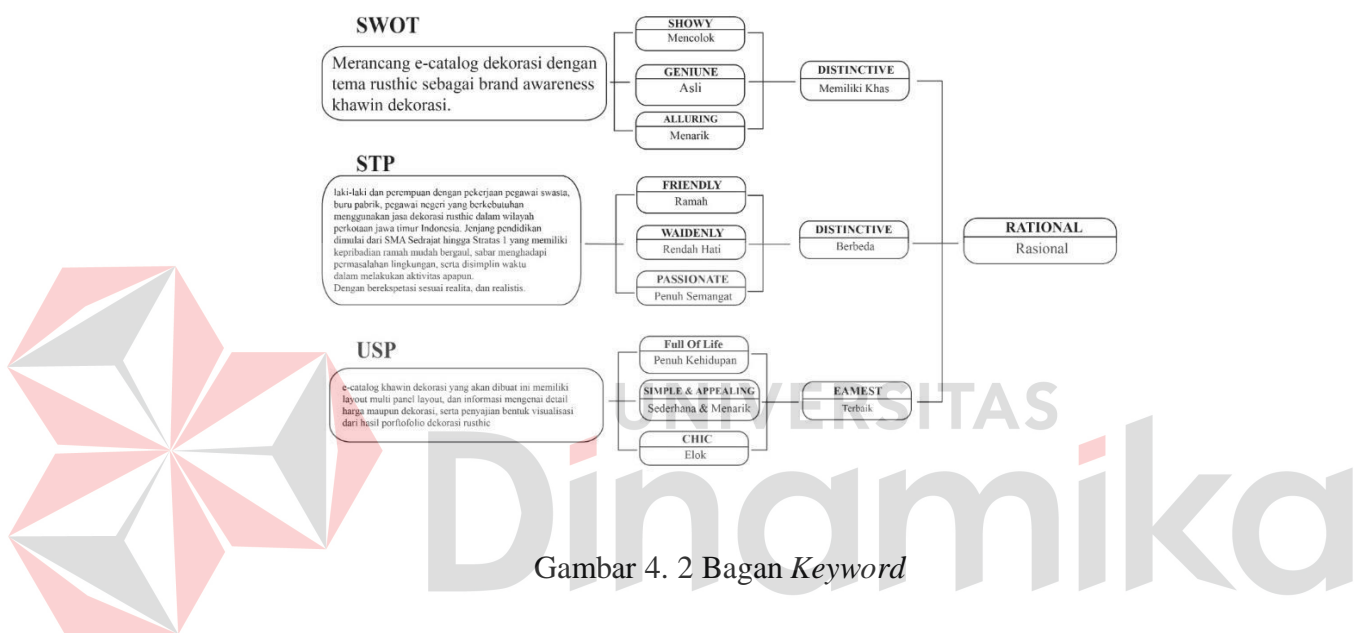 SWOT
Merancang e-catalog dekorasi dengan
tema rusthic sebagai brand awareness
khawin dekorasi.
SHOWY
Mencolok
GENIUNE
Asli
ALLURING
Menarik
DISTINCTIVE
Memiliki Khas
STP
laki-laki dan perempuan dengan pekerjaan pegawai swasta,
buru pabrik, pegawai negeri yang berkebutuhan
menggunakan jasa dekorasi rusthic dalam wilayah
perkotaan jawa timur Indonesia. Jenjang pendidikan
dimulai dari SMA Sedrajat hingga Stratas 1 yang memiliki
kepribadian ramah mudah bergaul, sabar menghadapi
permasalahan lingkungan, serta disimplin waktu
dalam melakukan aktivitas apapun.
Dengan berekspetasi sesuai realita, dan realistis.
FRIENDLY
Ramah
WAIDENLY
Rendah Hati
PASSIONATE
Penuh Semangat
DISTINCTIVE
Berbeda
RATIONAL
Rasional
USP
e-catalog khawin dekorasi yang akan dibuat ini memiliki
layout multi panel layout, dan informasi mengenai detail
harga maupun dekorasi, serta penyajian bentuk visualisasi
dari hasil portofolio dekorasi rusthic
Full Of Life
Penuh Kehidupan
SIMPLE & APPEALING
Sederhana & Menarik
CHIC
Elok
EAMEST
Terbaik
UNIVERSITAS
Dinamika
Gambar 4. 2 Bagan Keyword